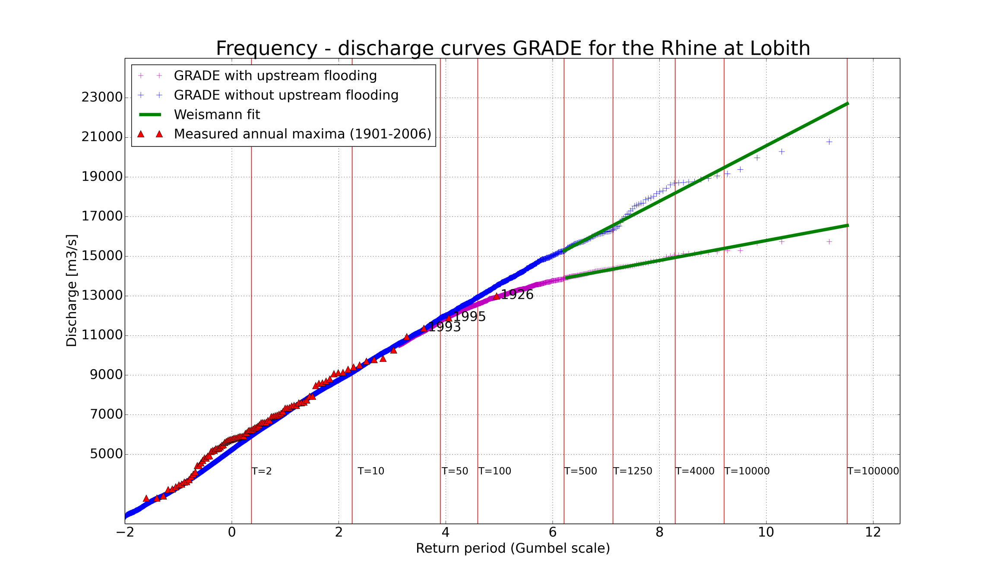 Frequency - discharge curves GRADE for the Rhine at Lobith
GRADE with upstream flooding
GRADE without upstream flooding
Weismann fit
Measured annual maxima (1901-2006)
23000
21000
19000
17000
15000
13000
11000
9000
7000
5000
Discharge [m3/s]
1926
1995
1993
T=2
T=10
T=50
T=100
T=500
T=1250
T=4000
T=10000
T=100000
−2
0
2
4
6
8
10
12
Return period (Gumbel scale)